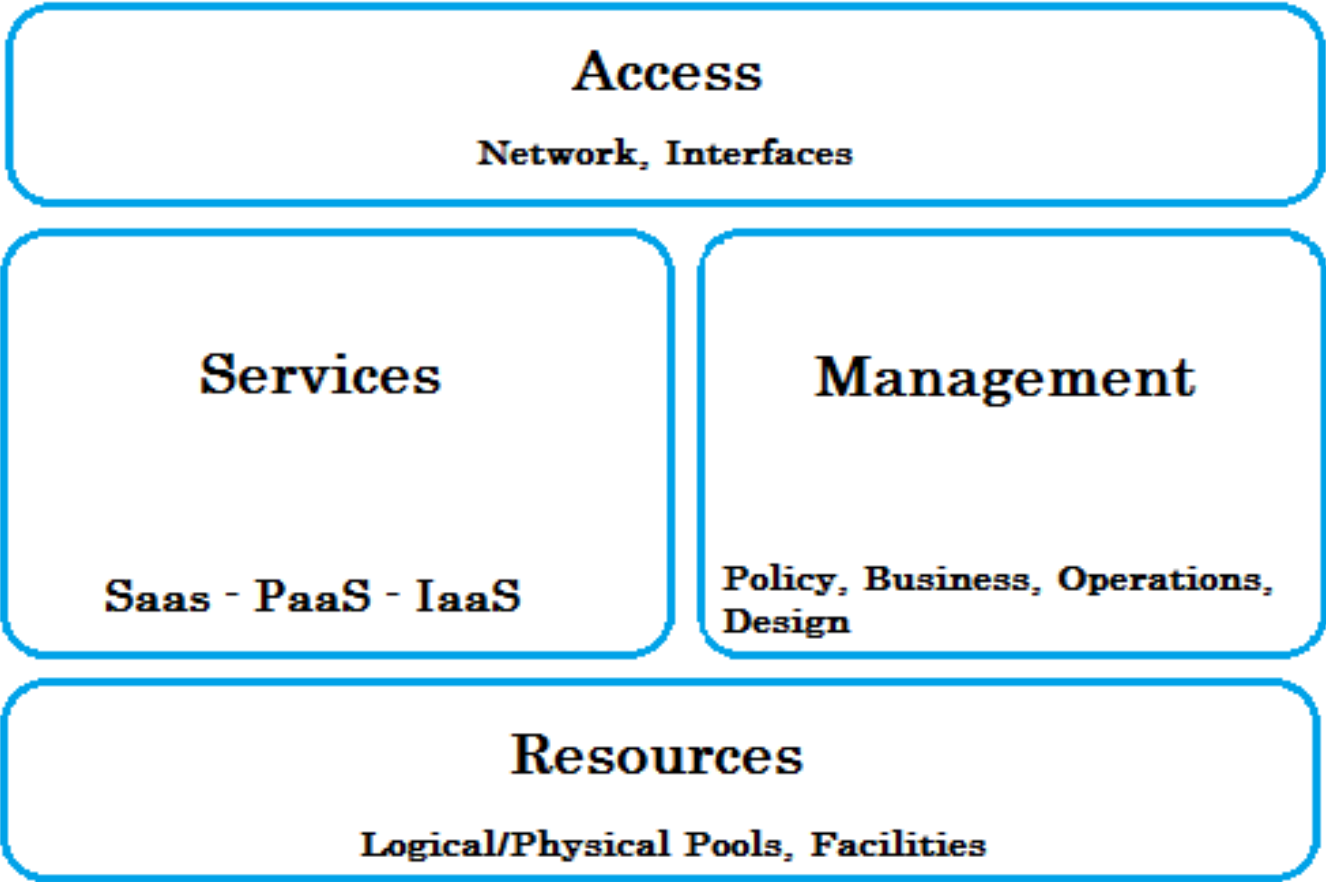 Access
Network, Interfaces
Services
Saas - PaaS - IaaS
Management
Policy, Business, Operations,
Design
Resources
Logical/Physical Pools, Facilities